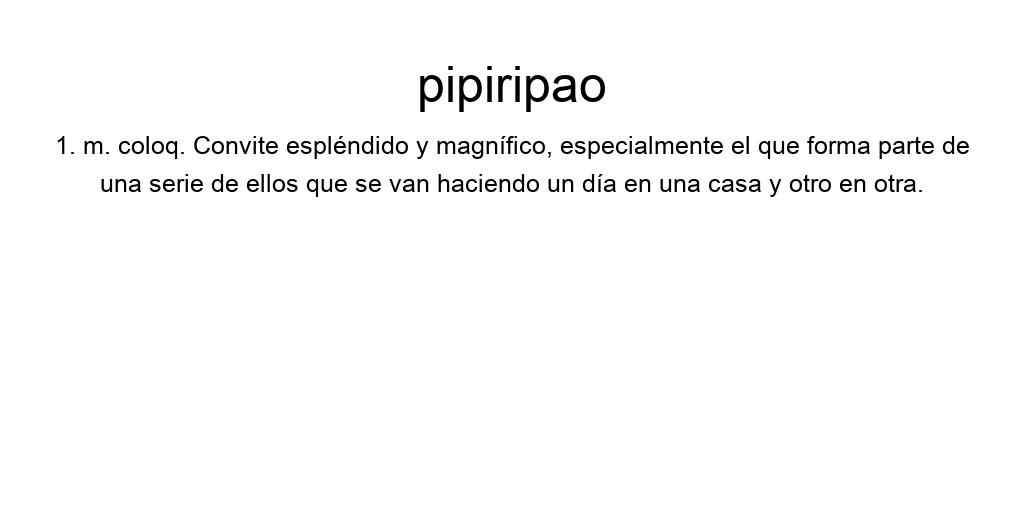 pipiripao
1. m. coloq. Convite espléndido y magnífico, especialmente el que forma parte de
una serie de ellos que se van haciendo un día en una casa y otro en otra.